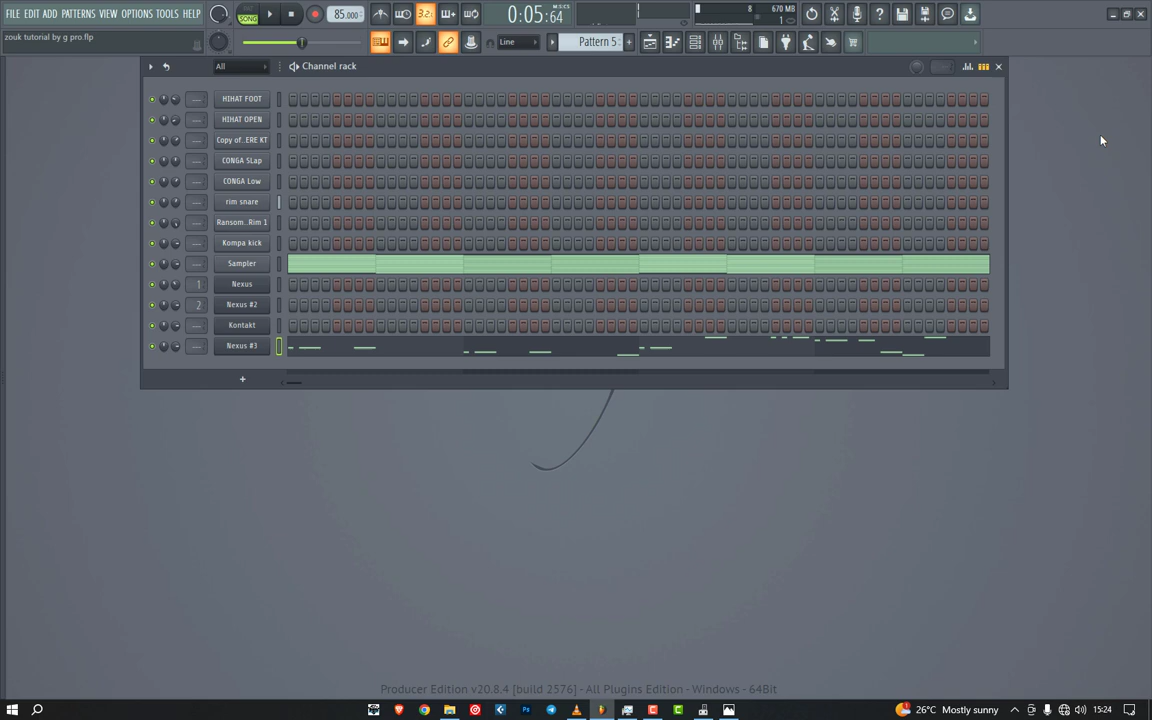 FILE EDIT ADD PATTERNS VIEW OPTIONS TOOLS HELP
SONG
85.000
3.2:
0:05:64
M:S:CS
8
670 MB
1
zouk tutorial by g pro.flp
Line
Pattern 5
All
Channel rack
HIHAT FOOT
HIHAT OPEN
Copy of..ERE KT
CONGA SLap
CONGA Low
rim snare
Ransom..Rim 1
Kompa kick
Sampler
1
Nexus
2
Nexus #2
Kontakt
Nexus #3
+
Producer Edition v20.8.4 [build 2576] - All Plugins Edition - Windows - 64Bit
26°C Mostly sunny
15:24